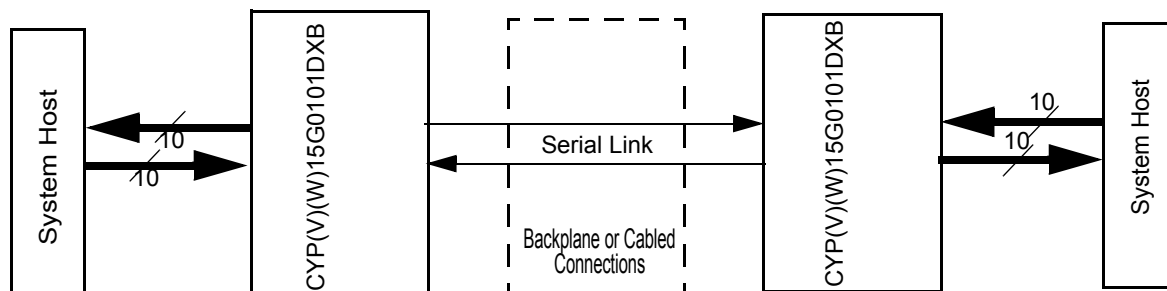 System Host
10
10
CYP(V)(W)15G0101DXB
Serial Link
Backplane or Cabled
Connections
CYP(V)(W)15G0101DXB
10
10
System Host